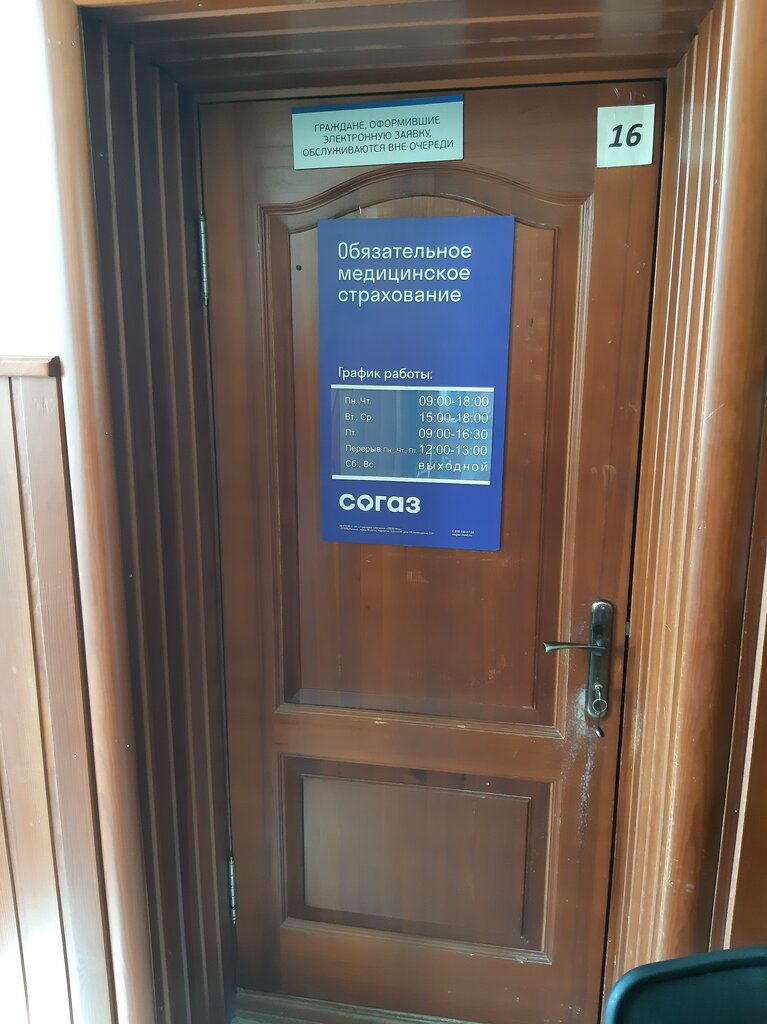 ГРАЖДАНЕ, ОФОРМИВШИЕ
ЭЛЕКТРОННУЮ ЗАЯВКУ,
ОБСЛУЖИВАЮТСЯ ВНЕ ОЧЕРЕДИ
16
Обязательное
медицинское
страхование
График работы:
Пн.,Чт. 09:00-18:00
Вт., Ср. 15:00-18:00
Пт. 09:00-16:30
Перерыв Пн., Чт., Пт. 12:00-13:00
Сб., Вс. выходной
согаз